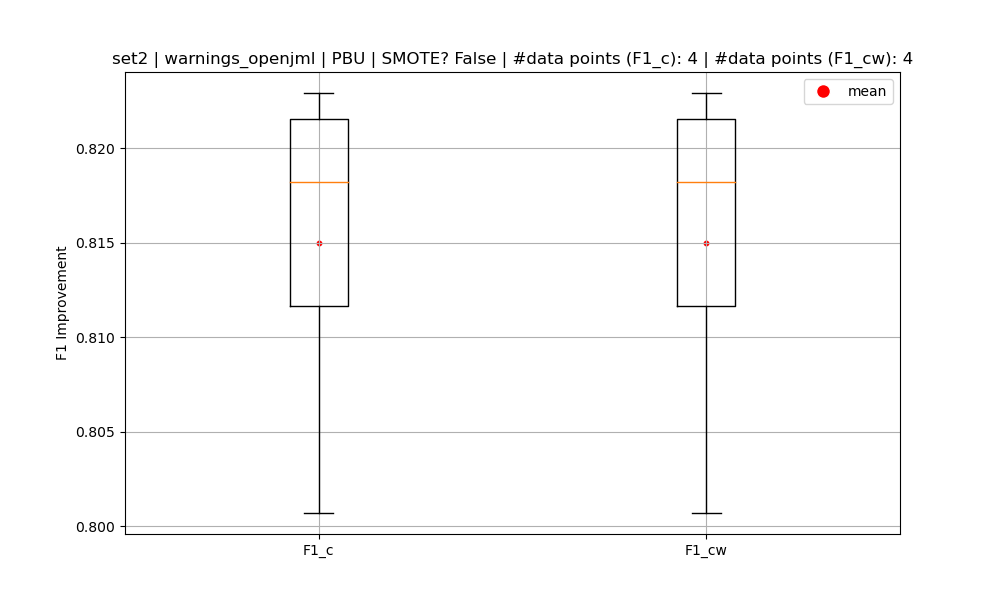 set2 | warnings_openjml | PBU | SMOTE? False | #data points (F1_c): 4 | #data points (F1_cw): 4
mean
0.820
0.815
0.810
0.805
0.800
F1 Improvement
F1_c
F1_cw